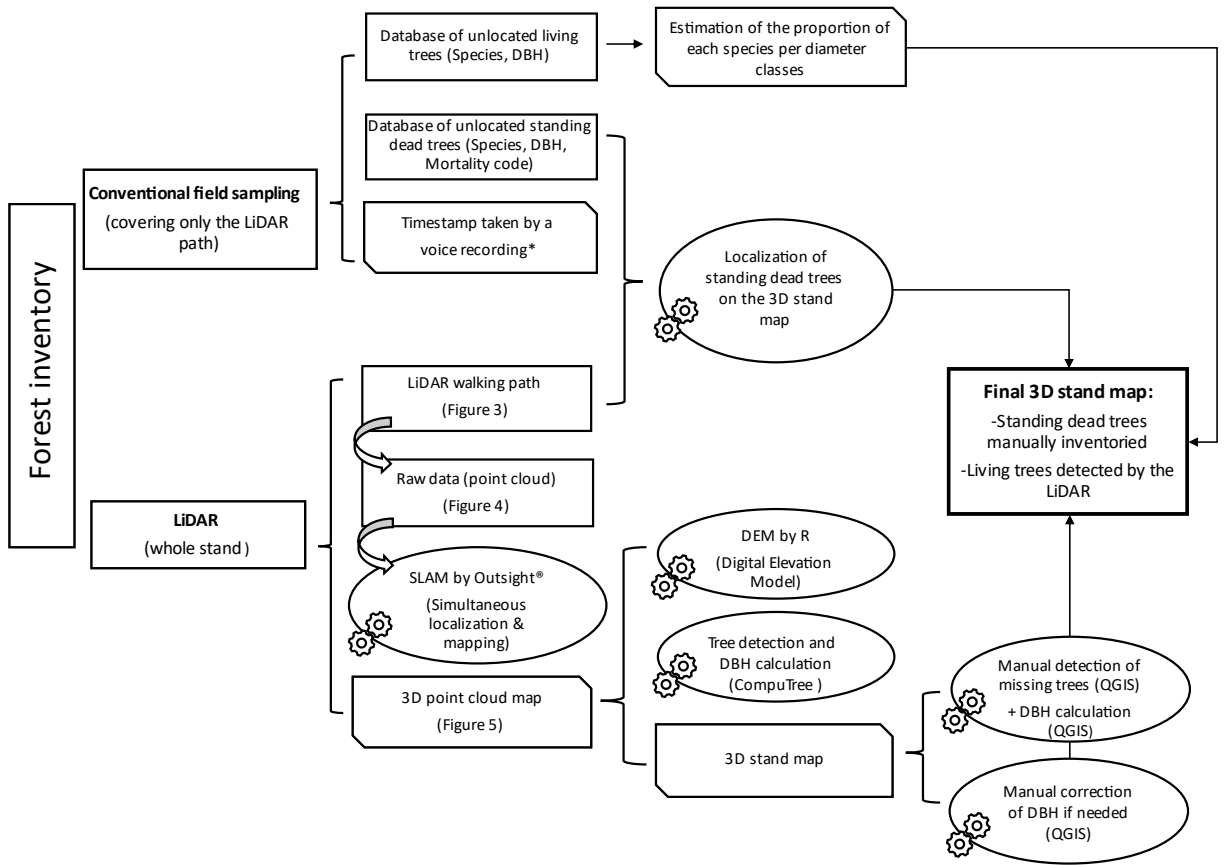 Forest inventory
Conventional field sampling
(covering only the LiDAR
path)
LiDAR
(whole stand )
Database of unlocated living
trees (Species, DBH)
Database of unlocated standing
dead trees (Species, DBH,
Mortality code)
Timestamp taken by a
voice recording*
LiDAR walking path
(Figure 3)
Raw data (point cloud)
(Figure 4)
SLAM by Outsight®
(Simultaneous
localization &
mapping)
3D point cloud map
(Figure 5)
Estimation of the proportion of
each species per diameter
classes
Localization of
standing dead trees
on the 3D stand
map
DEM by R
(Digital Elevation
Model)
Tree detection and
DBH calculation
(CompuTree )
3D stand map
Final 3D stand map:
-Standing dead trees
manually inventoried
-Living trees detected by the
LiDAR
Manual detection of
missing trees (QGIS)
+ DBH calculation
(QGIS)
Manual correction
of DBH if needed
(QGIS)